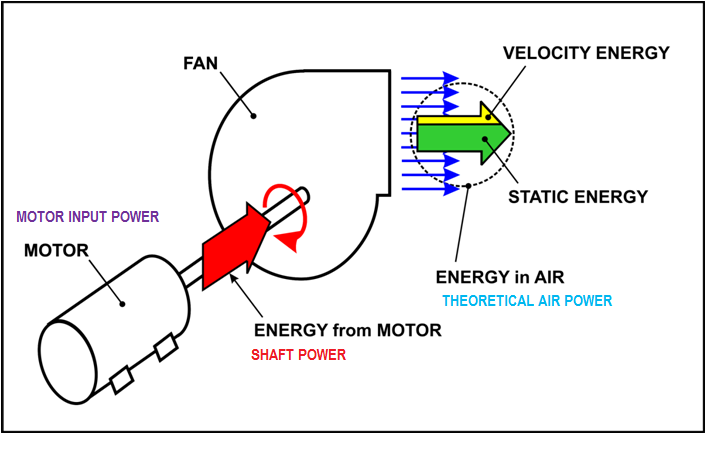 VELOCITY ENERGY
FAN
STATIC ENERGY
MOTOR INPUT POWER
MOTOR
ENERGY in AIR
THEORETICAL AIR POWER
ENERGY from MOTOR
SHAFT POWER